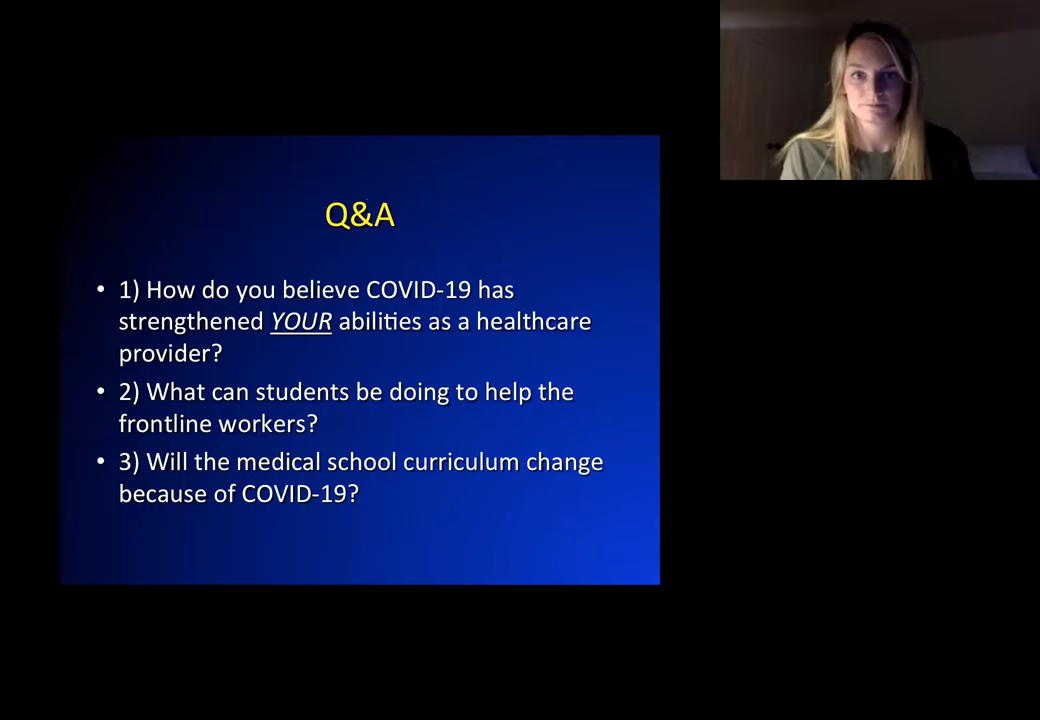 Q&A
• 1) How do you believe COVID-19 has
strengthened YOUR abilities as a healthcare
provider?
• 2) What can students be doing to help the
frontline workers?
• 3) Will the medical school curriculum change
because of COVID-19?